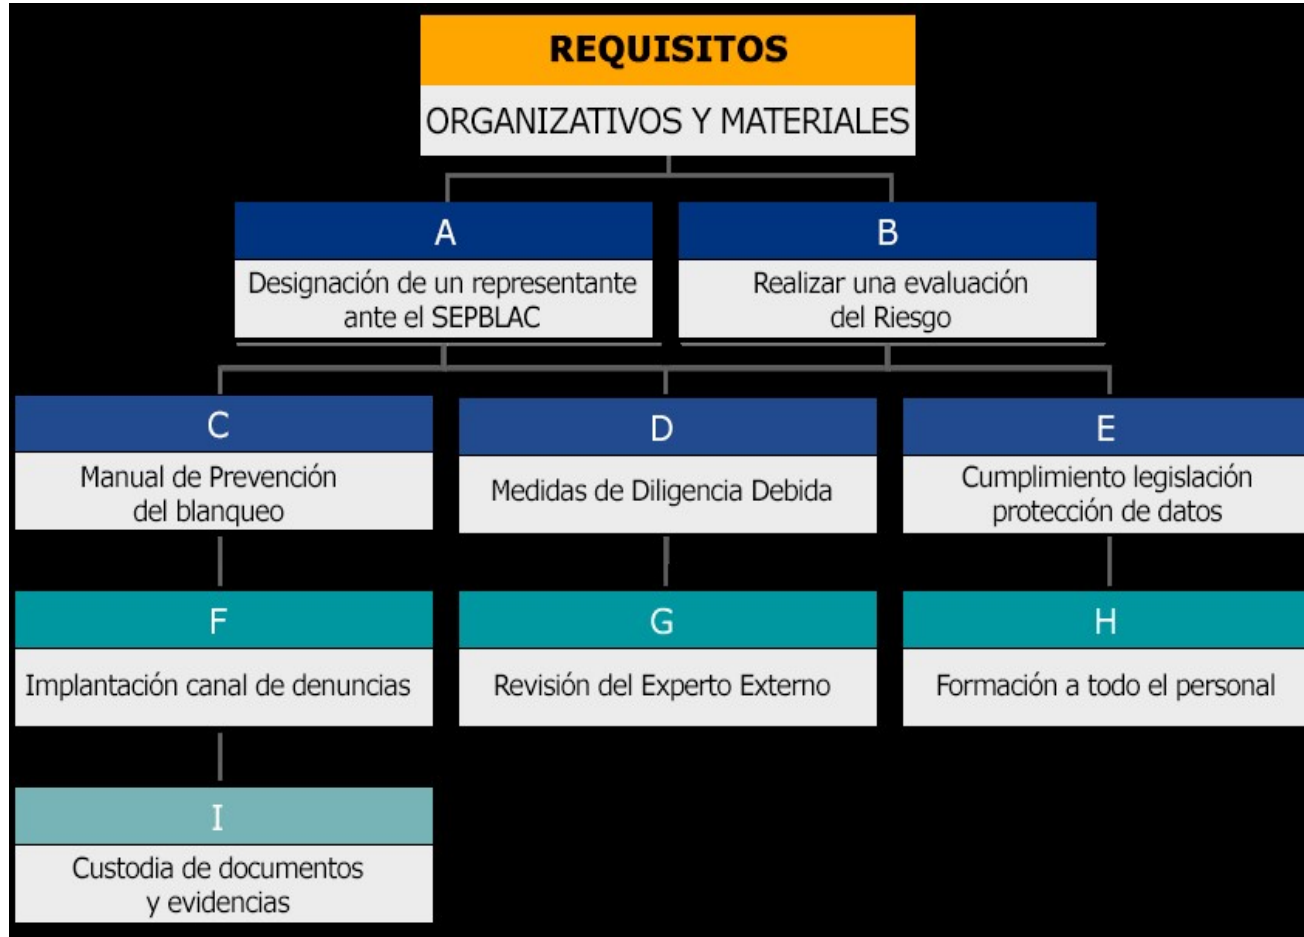 REQUISITOS
ORGANIZATIVOS Y MATERIALES
A
Designación de un representante
ante el SEPBLAC
B
Realizar una evaluación
del Riesgo
C
Manual de Prevención
del blanqueo
D
Medidas de Diligencia Debida
E
Cumplimiento legislación
protección de datos
F
Implantación canal de denuncias
G
Revisión del Experto Externo
H
Formación a todo el personal
I
Custodia de documentos
y evidencias